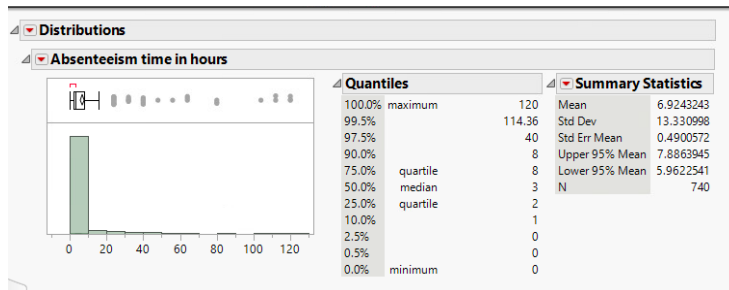 Distributions
Absenteeism time in hours
0 20 40 60 80 100 120
Quantiles
100.0% maximum 120
99.5% 114.36
97.5% 40
90.0% 8
75.0% quartile 8
50.0% median 3
25.0% quartile 2
10.0% 1
2.5% 0
0.5% 0
0.0% minimum 0
Summary Statistics
Mean 6.9243243
Std Dev 13.330998
Std Err Mean 0.4900572
Upper 95% Mean 7.8863945
Lower 95% Mean 5.9622541
N 740